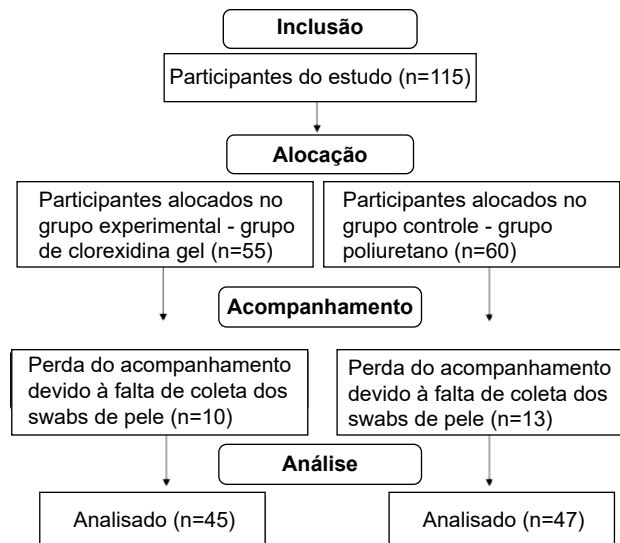 Inclusão
Participantes do estudo (n=115)
Alocação
Participantes alocados no
grupo experimental - grupo
de clorexidina gel (n=55)
Participantes alocados no
grupo controle - grupo
poliuretano (n=60)
Acompanhamento
Perda do acompanhamento
devido à falta de coleta dos
swabs de pele (n=10)
Perda do acompanhamento
devido à falta de coleta dos
swabs de pele (n=13)
Análise
Analisado (n=45)
Analisado (n=47)